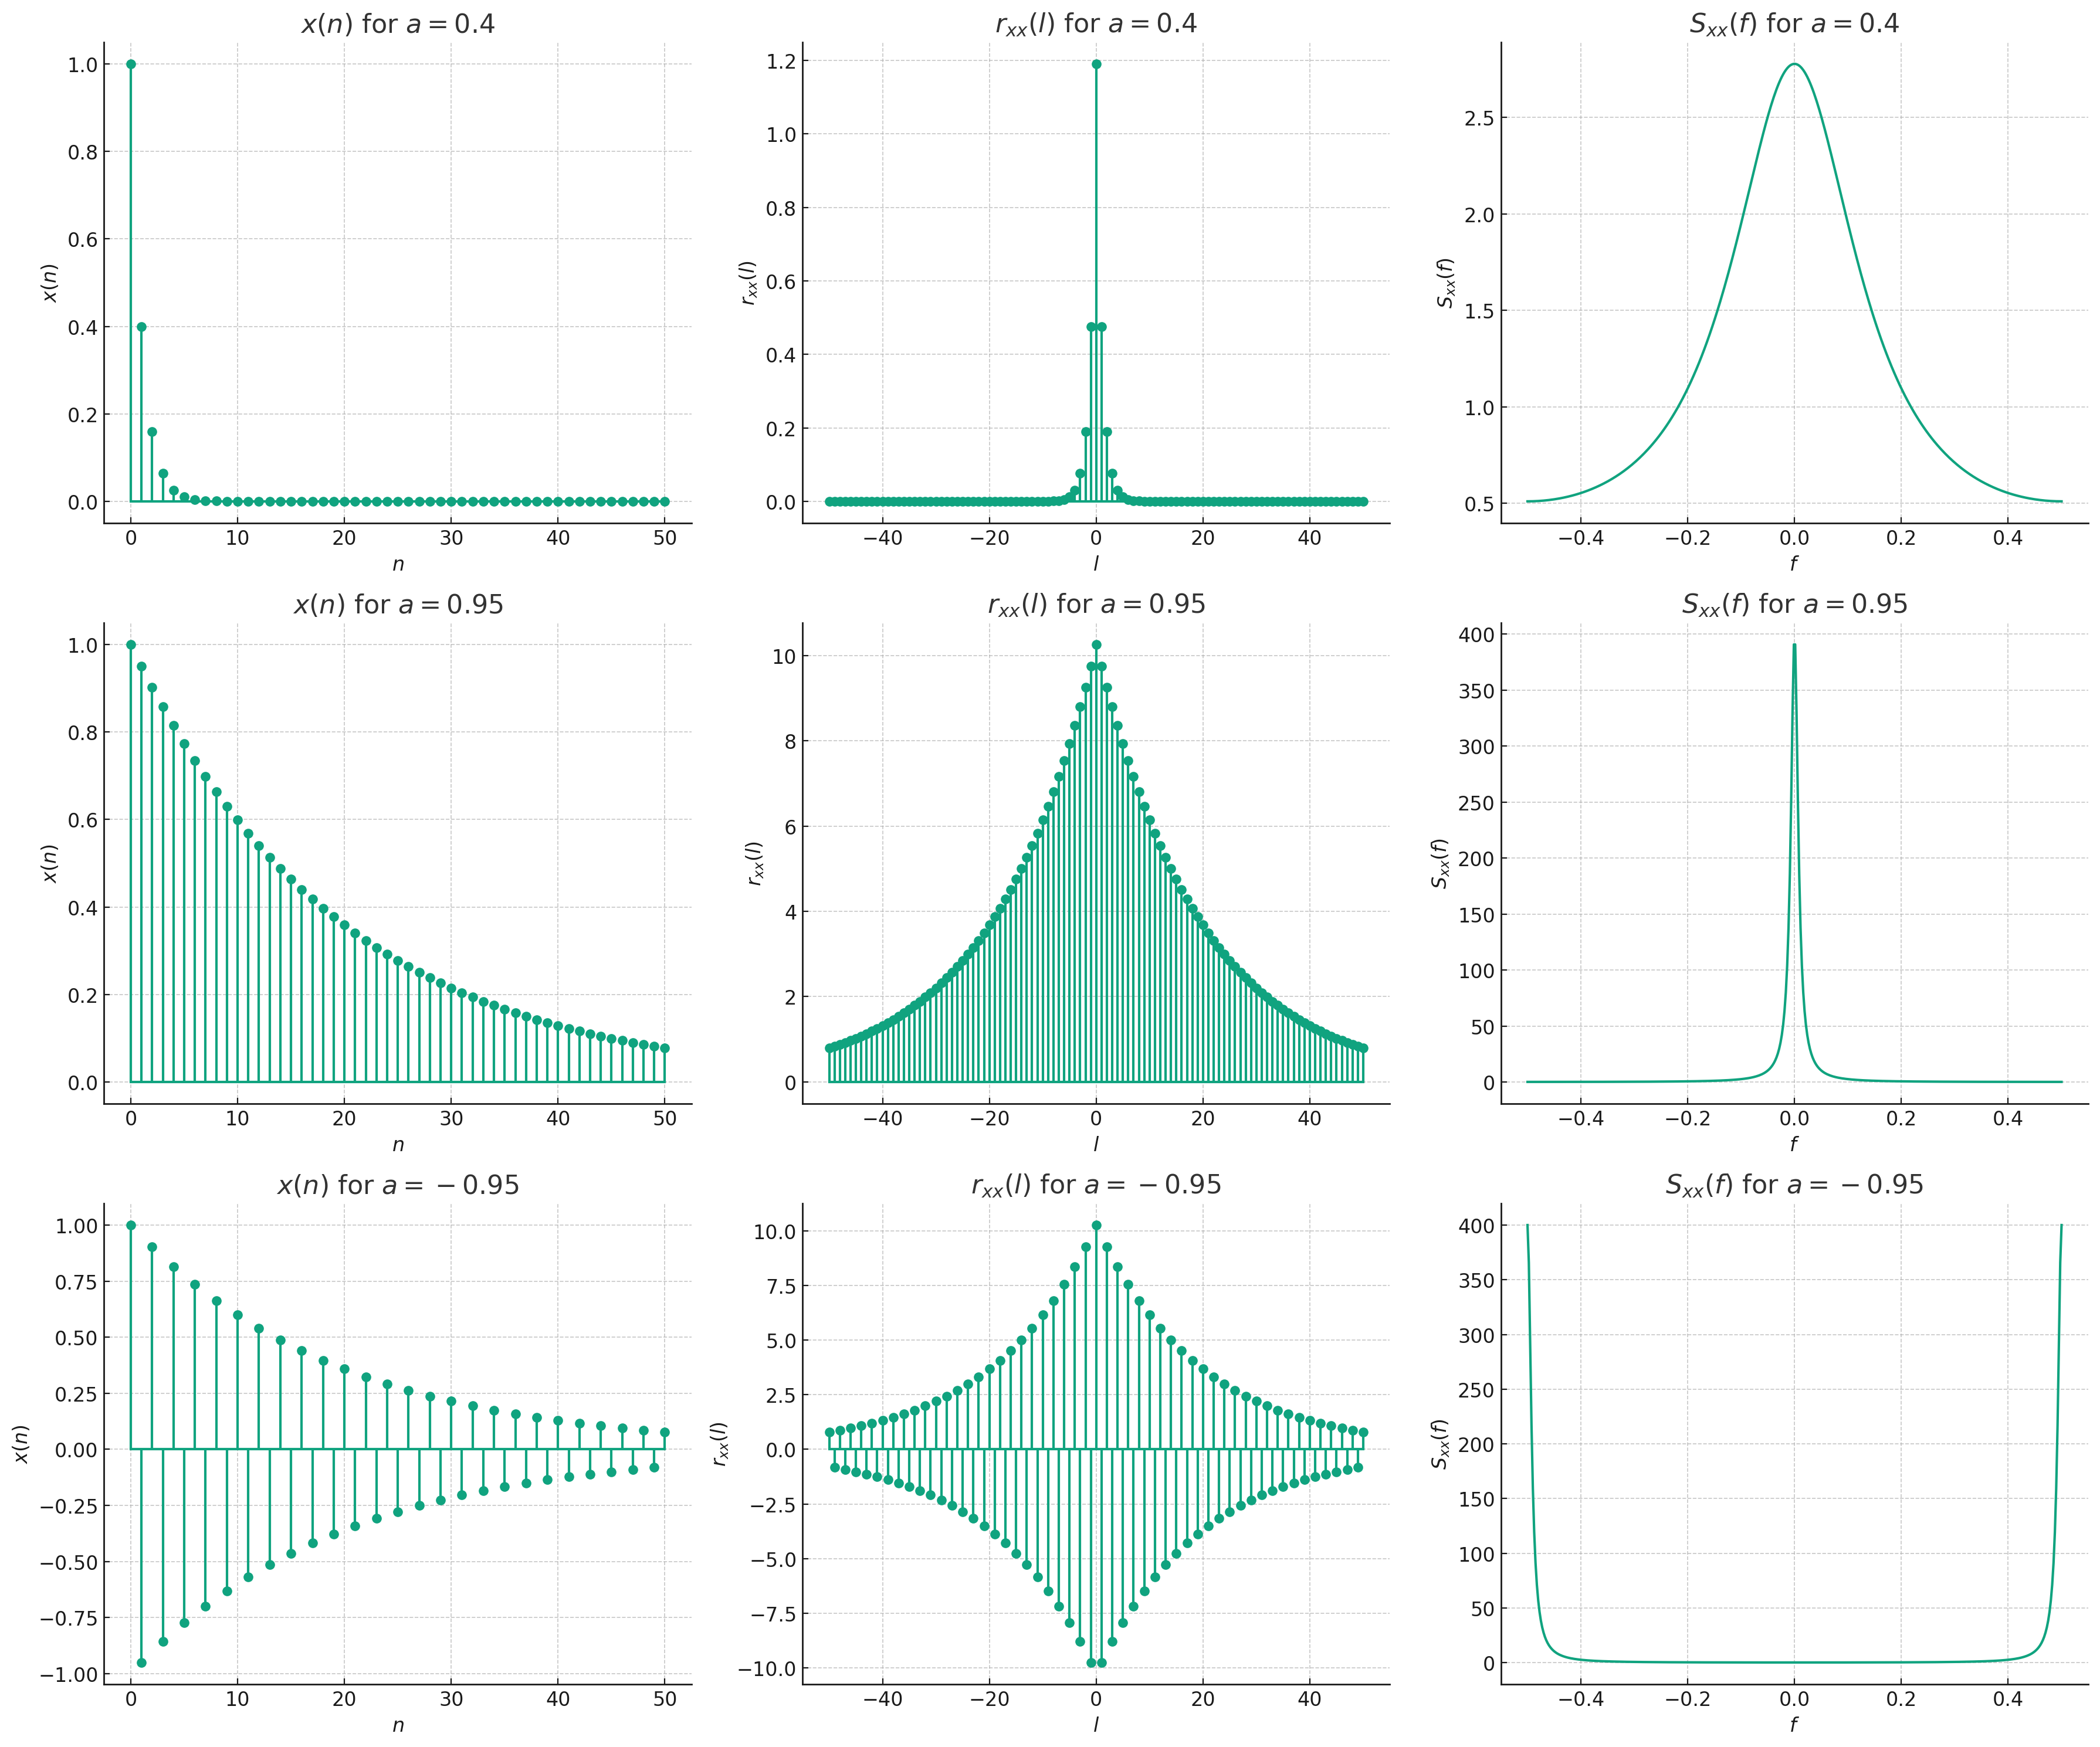 x(n) for a = 0.4
r_xx(l) for a = 0.4
S_xx(f) for a = 0.4
x(n)
1.0
0.8
0.6
0.4
0.2
0.0
0 10 20 30 40 50
n
r_xx(l)
1.2
1.0
0.8
0.6
0.4
0.2
0.0
−40 −20 0 20 40
l
S_xx(f)
2.5
2.0
1.5
1.0
0.5
−0.4 −0.2 0.0 0.2 0.4
f
x(n) for a = 0.95
r_xx(l) for a = 0.95
S_xx(f) for a = 0.95
x(n)
1.0
0.8
0.6
0.4
0.2
0.0
0 10 20 30 40 50
n
r_xx(l)
10
8
6
4
2
0
−40 −20 0 20 40
l
S_xx(f)
400
350
300
250
200
150
100
50
0
−0.4 −0.2 0.0 0.2 0.4
f
x(n) for a = −0.95
r_xx(l) for a = −0.95
S_xx(f) for a = −0.95
x(n)
1.00
0.75
0.50
0.25
0.00
−0.25
−0.50
−0.75
−1.00
0 10 20 30 40 50
n
r_xx(l)
10.0
7.5
5.0
2.5
0.0
−2.5
−5.0
−7.5
−10.0
−40 −20 0 20 40
l
S_xx(f)
400
350
300
250
200
150
100
50
0
−0.4 −0.2 0.0 0.2 0.4
f